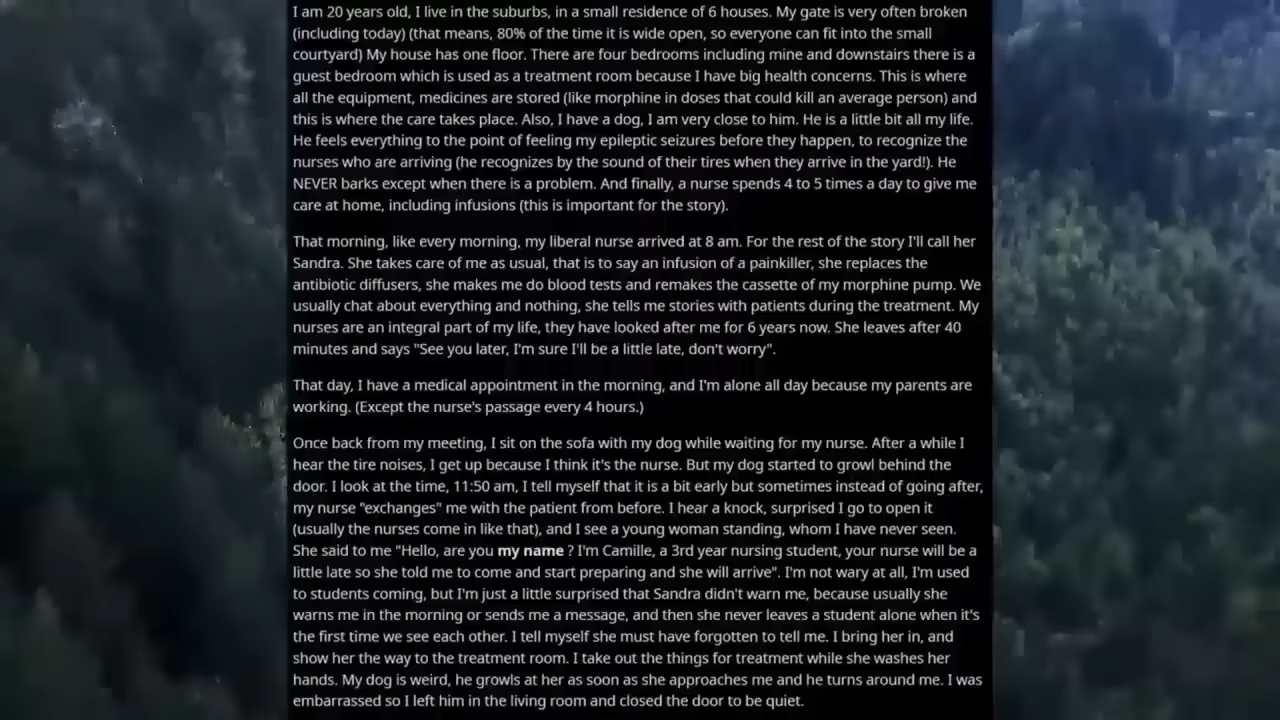 I am 20 years old, I live in the suburbs, in a small residence of 6 houses. My gate is very often broken
(including today) (that means, 80% of the time it is wide open, so everyone can fit into the small
courtyard) My house has one floor. There are four bedrooms including mine and downstairs there is a
guest bedroom which is used as a treatment room because I have big health concerns. This is where
all the equipment, medicines are stored (like morphine in doses that could kill an average person) and
this is where the care takes place. Also, I have a dog, I am very close to him. He is a little bit all my life.
He feels everything to the point of feeling my epileptic seizures before they happen, to recognize the
nurses who are arriving (he recognizes by the sound of their tires when they arrive in the yard!). He
NEVER barks except when there is a problem. And finally, a nurse spends 4 to 5 times a day to give me
care at home, including infusions (this is important for the story).
That morning, like every morning, my liberal nurse arrived at 8 am. For the rest of the story I'll call her
Sandra. She takes care of me as usual, that is to say an infusion of a painkiller, she replaces the
antibiotic diffusers, she makes me do blood tests and remakes the cassette of my morphine pump. We
usually chat about everything and nothing, she tells me stories with patients during the treatment. My
nurses are an integral part of my life, they have looked after me for 6 years now. She leaves after 40
minutes and says "See you later, I'm sure I'll be a little late, don't worry".
That day, I have a medical appointment in the morning, and I'm alone all day because my parents are
working. (Except the nurse's passage every 4 hours.)
Once back from my meeting, I sit on the sofa with my dog while waiting for my nurse. After a while I
hear the tire noises, I get up because I think it's the nurse. But my dog started to growl behind the
door. I look at the time, 11:50 am, I tell myself that it is a bit early but sometimes instead of going after,
my nurse "exchanges" me with the patient from before. I hear a knock, surprised I go to open it
(usually the nurses come in like that), and I see a young woman standing, whom I have never seen.
She said to me "Hello, are you my name ? I'm Camille, a 3rd year nursing student, your nurse will be a
little late so she told me to come and start preparing and she will arrive". I'm not wary at all, I'm used
to students coming, but I'm just a little surprised that Sandra didn't warn me, because usually she
warns me in the morning or sends me a message, and then she never leaves a student alone when it's
the first time we see each other. I tell myself she must have forgotten to tell me. I bring her in, and
show her the way to the treatment room. I take out the things for treatment while she washes her
hands. My dog is weird, he growls at her as soon as she approaches me and he turns around me. I was
embarrassed so I left him in the living room and closed the door to be quiet.